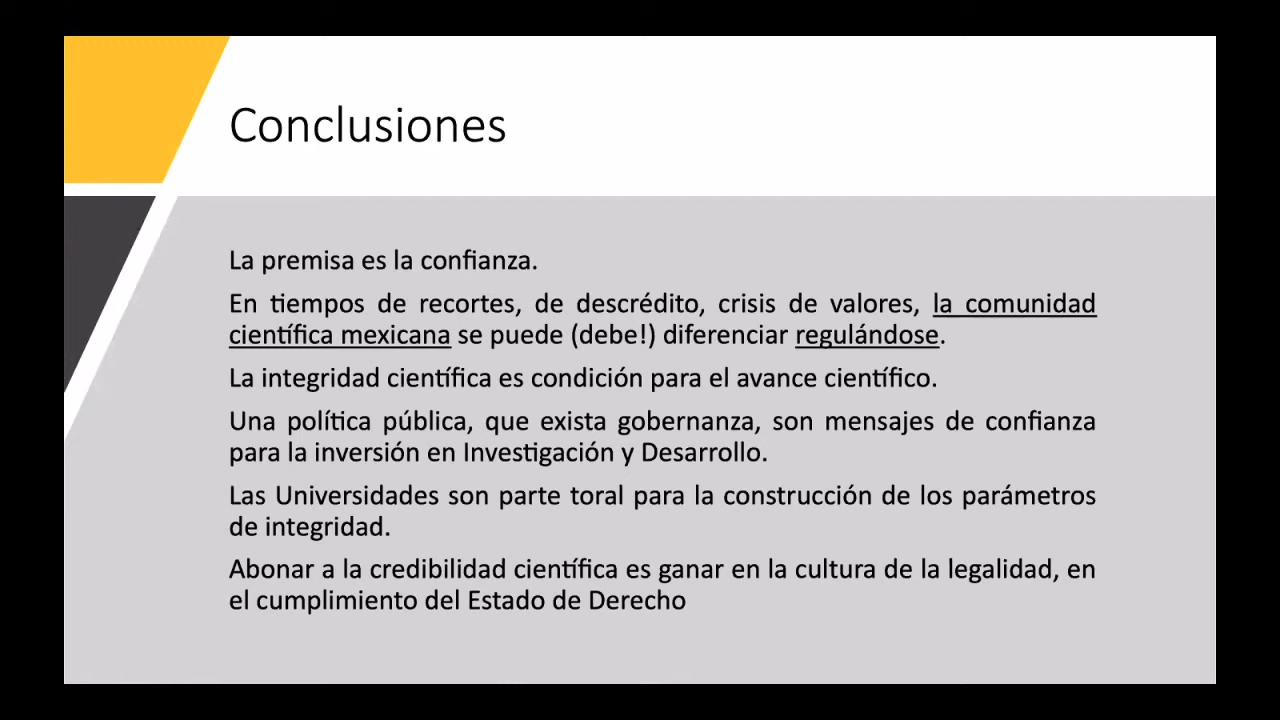 Conclusiones
La premisa es la confianza.
En tiempos de recortes, de descrédito, crisis de valores, la comunidad
científica mexicana se puede (debe!) diferenciar regulándose.
La integridad científica es condición para el avance científico.
Una política pública, que exista gobernanza, son mensajes de confianza
para la inversión en Investigación y Desarrollo.
Las Universidades son parte toral para la construcción de los parámetros
de integridad.
Abonar a la credibilidad científica es ganar en la cultura de la legalidad, en
el cumplimiento del Estado de Derecho